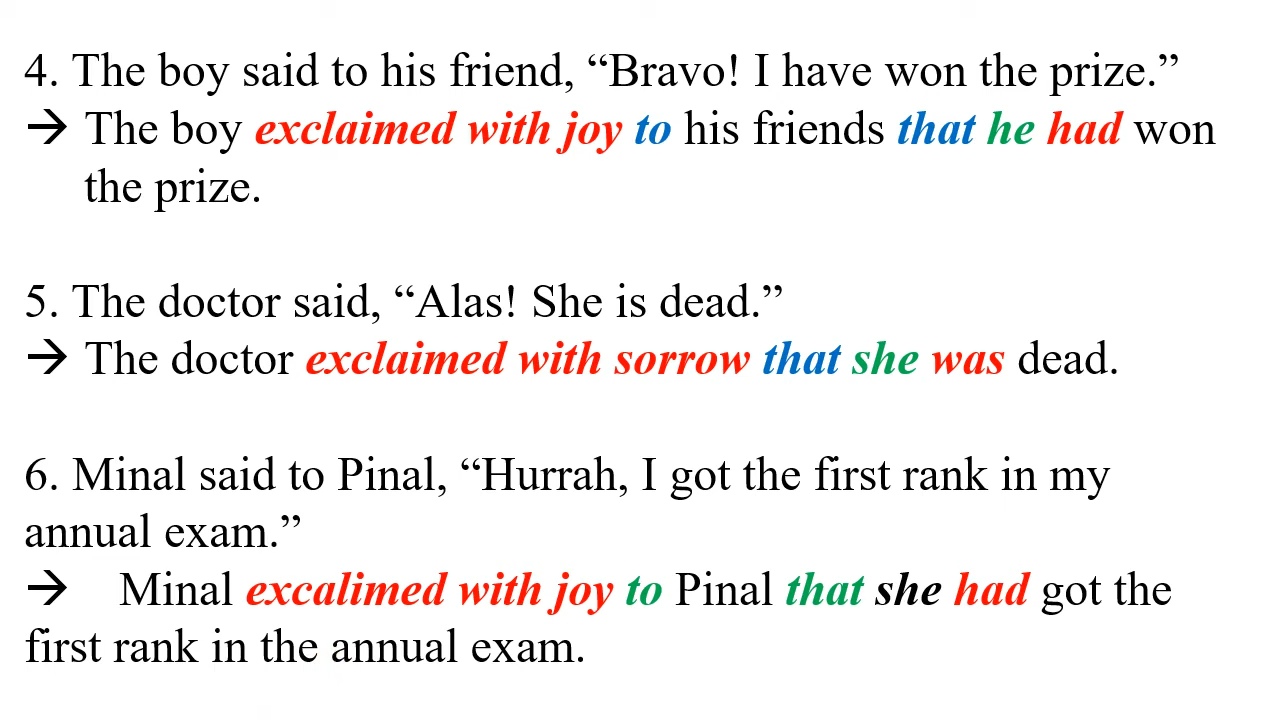 4. The boy said to his friend, “Bravo! I have won the prize.”
→ The boy exclaimed with joy to his friends that he had won
the prize.
5. The doctor said, “Alas! She is dead.”
→ The doctor exclaimed with sorrow that she was dead.
6. Minal said to Pinal, “Hurrah, I got the first rank in my
annual exam.”
→ Minal excalimed with joy to Pinal that she had got the
first rank in the annual exam.